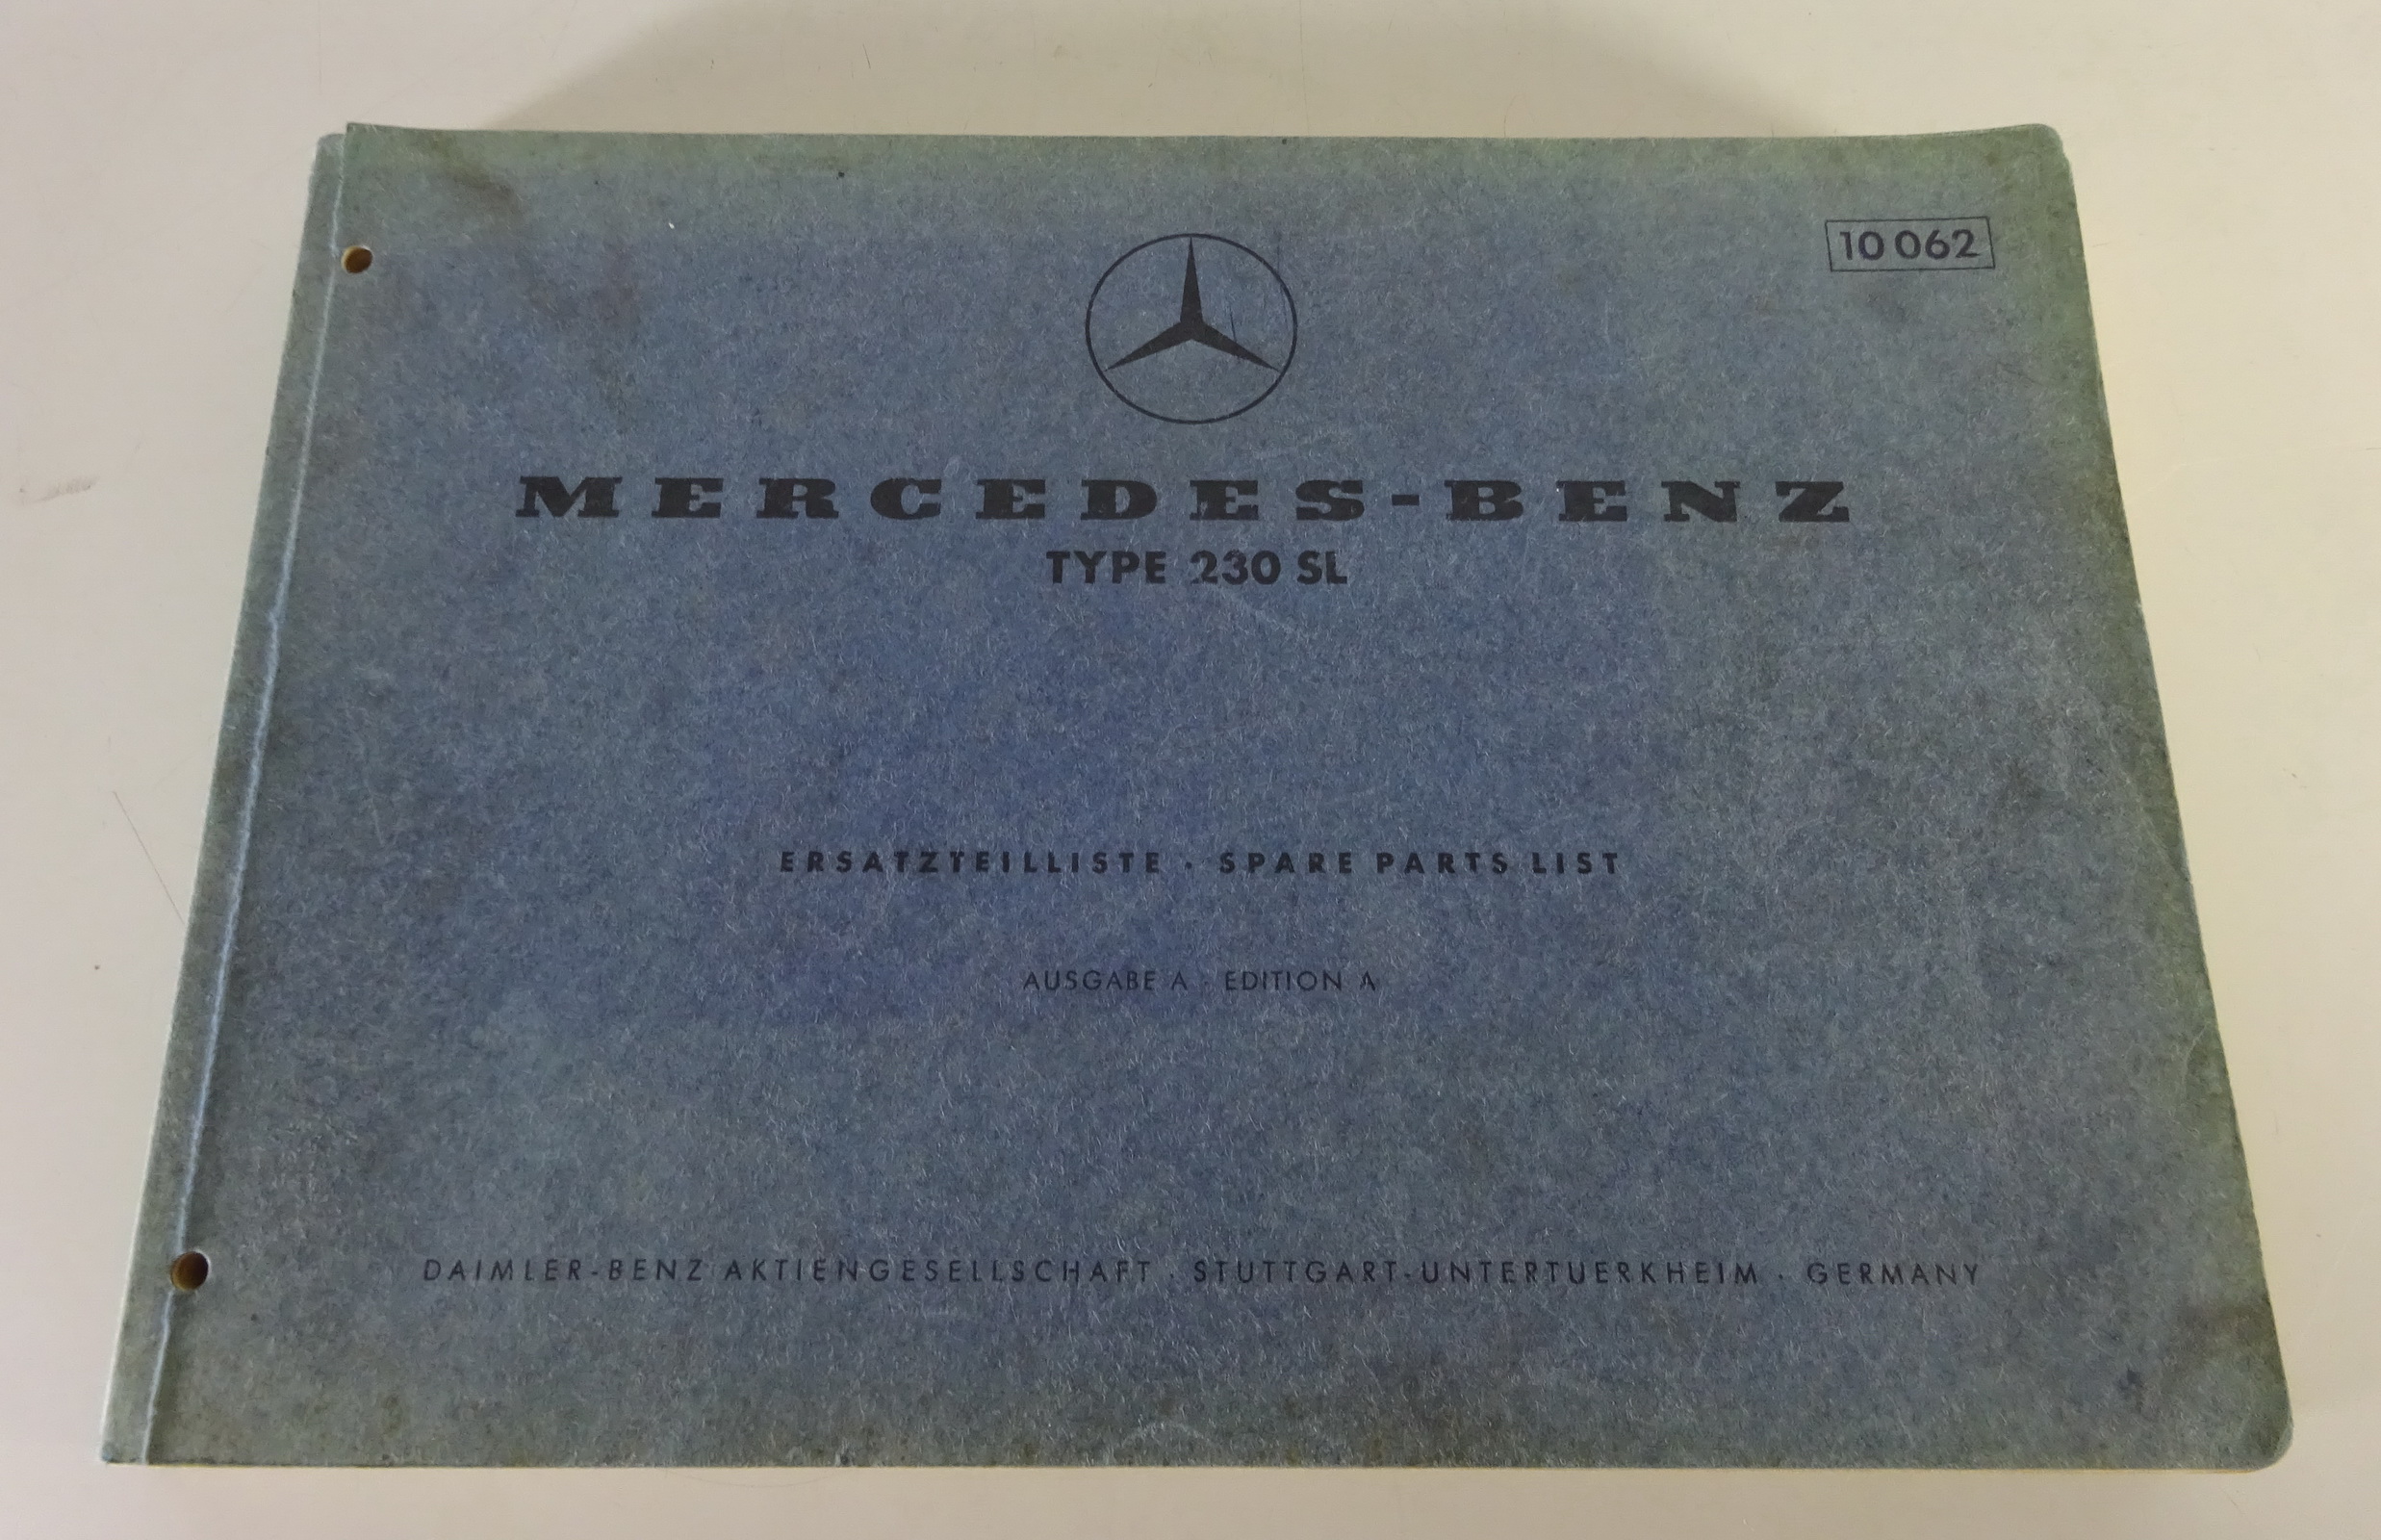 10 062
MERCEDES-BENZ
TYPE 230 SL
ERSATZTEILLISTE · SPARE PARTS LIST
AUSGABE A · EDITION A
DAIMLER-BENZ AKTIENGESELLSCHAFT · STUTTGART-UNTERTUERKHEIM · GERMANY